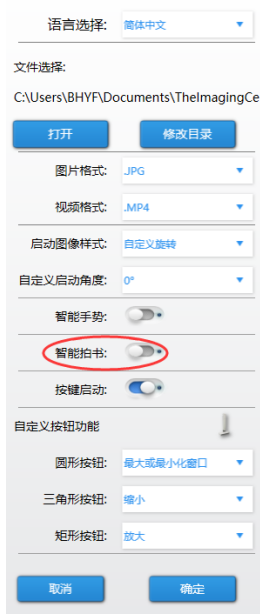 语言选择: 简体中文
文件选择:
C:\Users\BHYF\Documents\TheImagingCe
打开 修改目录
图片格式: JPG
视频格式: .MP4
启动图像样式: 自定义旋转
自定义启动角度: 0°
智能手势:
智能拍书:
按键启动:
自定义按钮功能
圆形按钮: 最大或最小化窗口
三角形按钮: 缩小
矩形按钮: 放大
取消 确定